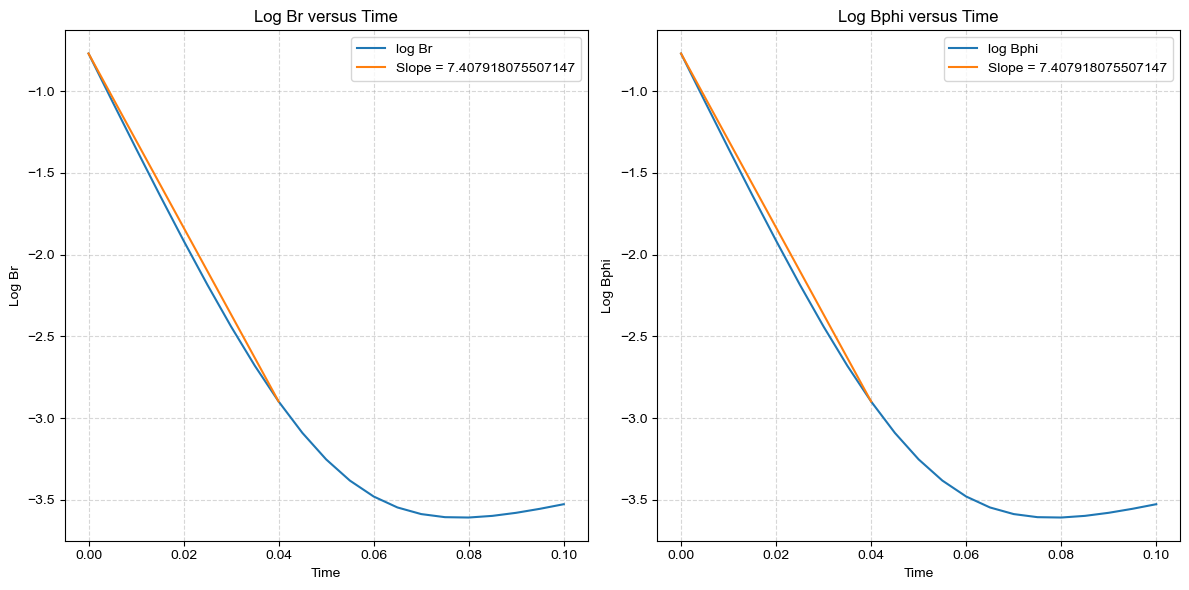 Log Br versus Time
log Br
Slope = 7.407918075507147
−1.0
−1.5
−2.0
−2.5
−3.0
−3.5
Log Br
0.00 0.02 0.04 0.06 0.08 0.10
Time
Log Bphi versus Time
log Bphi
Slope = 7.407918075507147
−1.0
−1.5
−2.0
−2.5
−3.0
−3.5
Log Bphi
0.00 0.02 0.04 0.06 0.08 0.10
Time